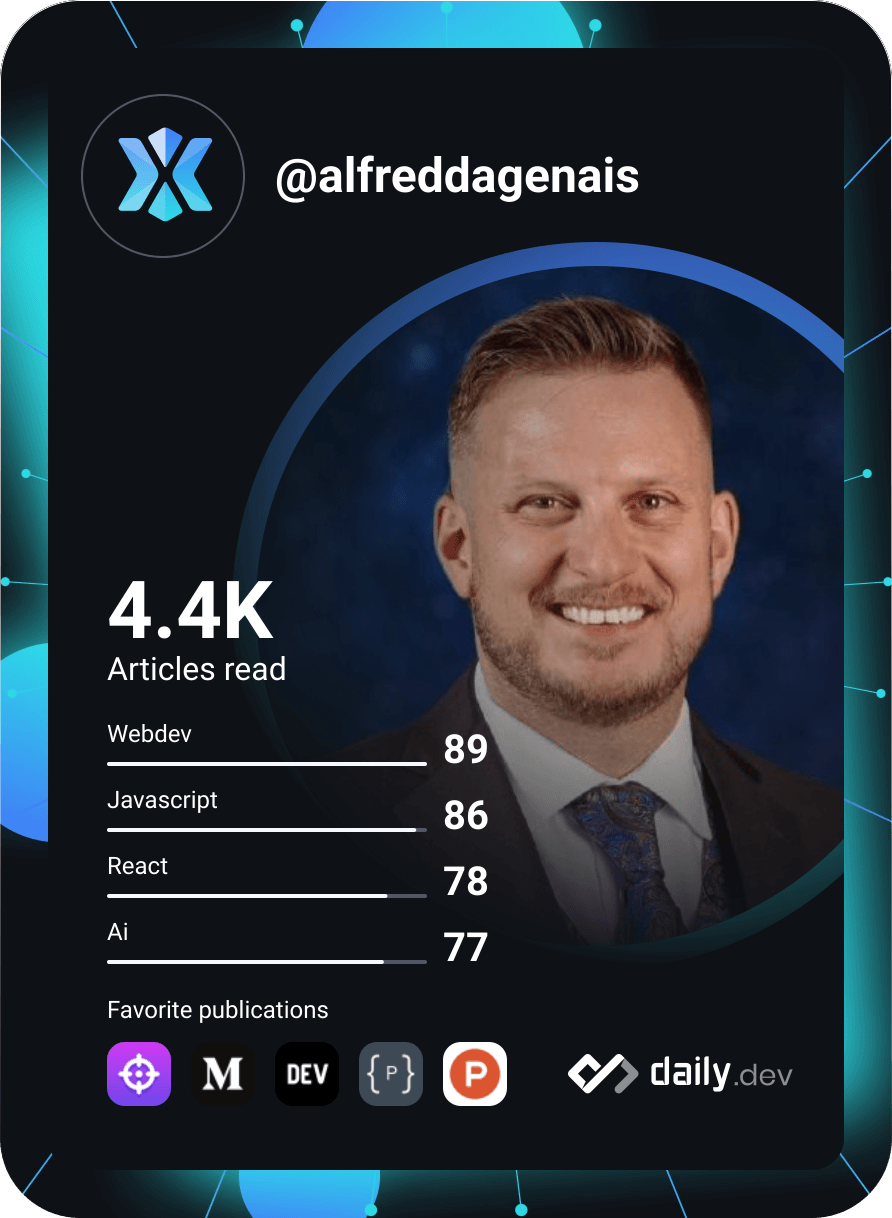 @alfreddagenais
4.4K
Articles read
Webdev
89
Javascript
86
React
78
Ai
77
Favorite publications
M
DEV
{P}
P
daily.dev